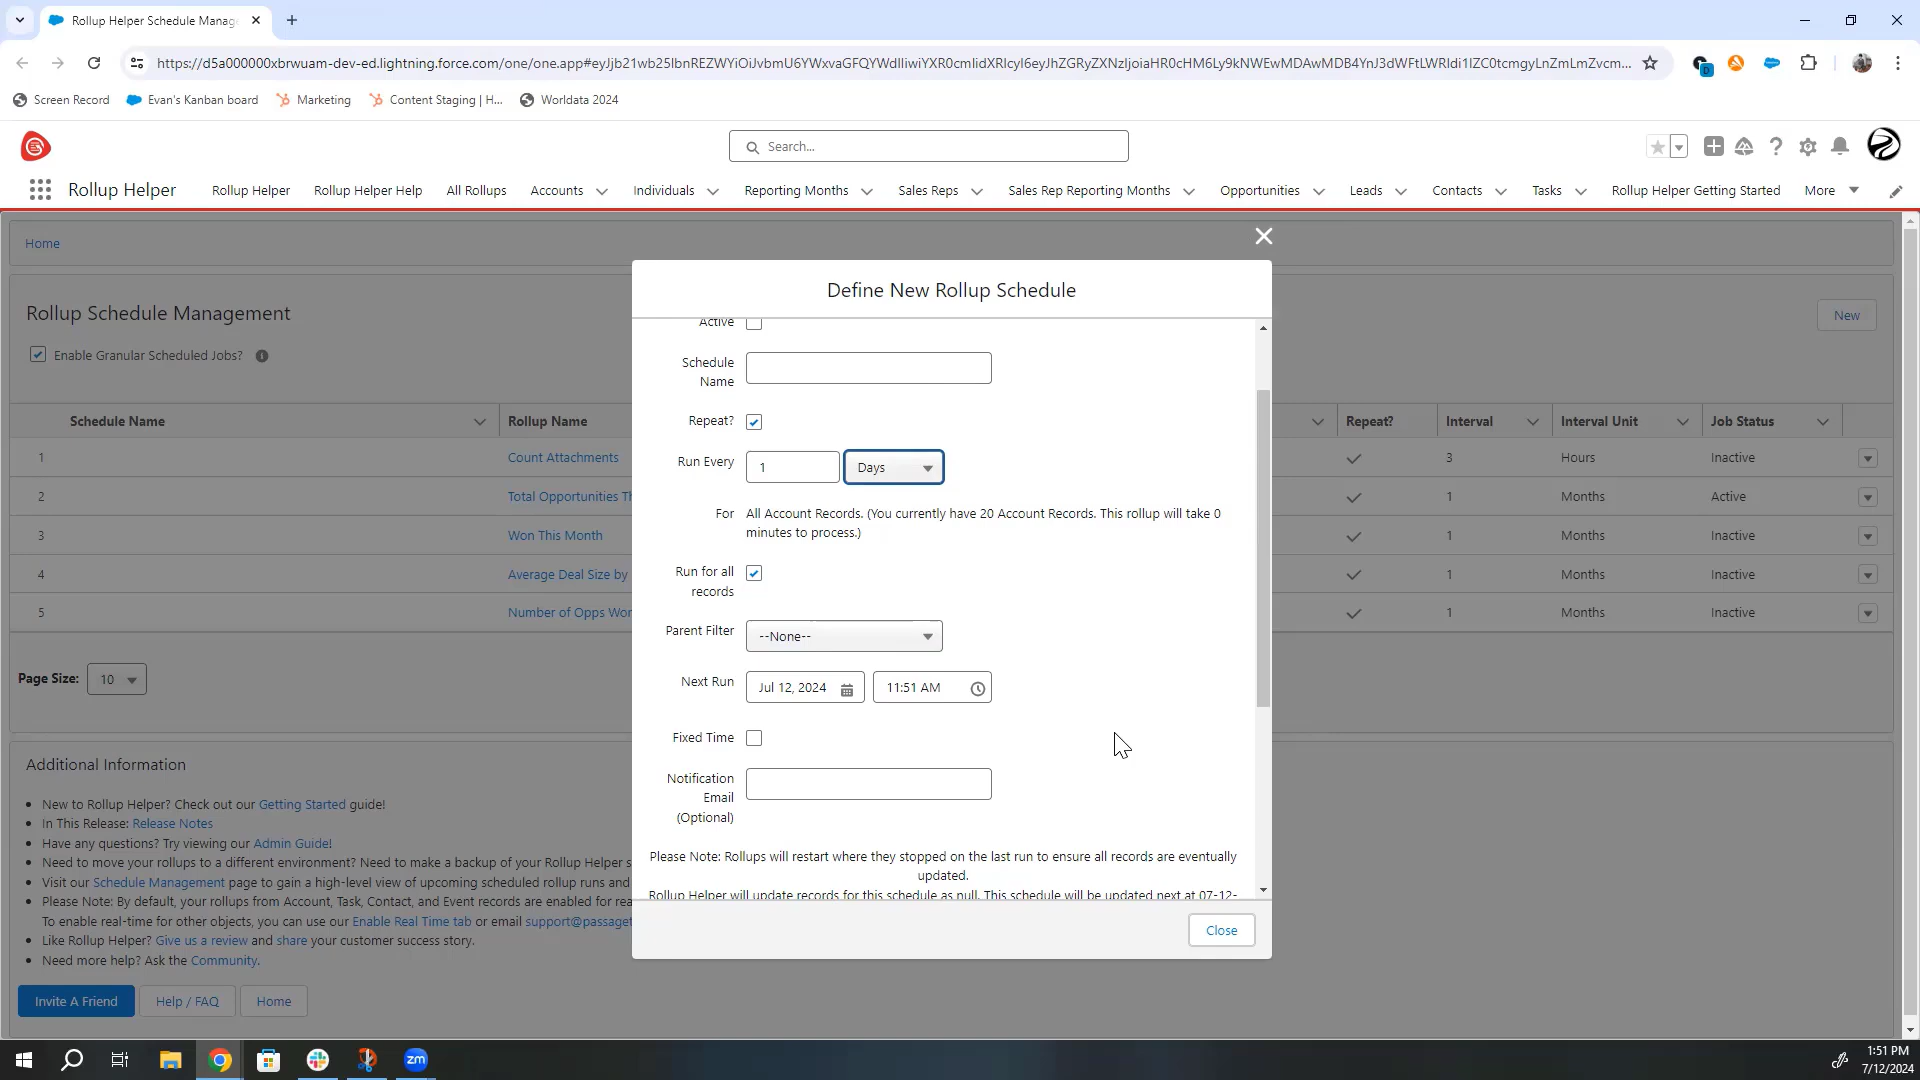 Rollup Helper Schedule Manag
https://d5a000000xbrwuam-dev-ed.lightning.force.com/one/one.app#
Screen Record
Evan's Kanban board
Marketing
Content Staging | H...
Worldata 2024
Search...
Rollup Helper
Rollup Helper
Rollup Helper Help
All Rollups
Accounts
Individuals
Reporting Months
Sales Reps
Sales Rep Reporting Months
Opportunities
Leads
Contacts
Tasks
Rollup Helper Getting Started
More
Home
Rollup Schedule Management
New
Enable Granular Scheduled Jobs?
Schedule Name
Rollup Name
Repeat?
Interval
Interval Unit
Job Status
1 Count Attachments 3 Hours Inactive
2 Total Opportunities 1 Months Active
3 Won This Month 1 Months Inactive
4 Average Deal Size by 1 Months Inactive
5 Number of Opps 1 Months Inactive
Page Size: 10
Additional Information
New to Rollup Helper? Check out our Getting Started guide!
In This Release: Release Notes
Have any questions? Try viewing our Admin Guide!
Need to move your rollups to a different environment? Need to make a backup of your Rollup Helper s
Visit our Schedule Management page to gain a high-level view of upcoming scheduled rollup runs and
Please Note: By default, your rollups from Account, Task, Contact, and Event records are enabled for rea
To enable real-time for other objects, you can use our Enable Real Time tab or email support@passaget
Like Rollup Helper? Give us a review and share your customer success story.
Need more help? Ask the Community.
Invite A Friend
Help / FAQ
Home
Define New Rollup Schedule
Active
Schedule
Name
Repeat?
Run Every 1 Days
For All Account Records. (You currently have 20 Account Records. This rollup will take 0
minutes to process.)
Run for all
records
Parent Filter --None--
Next Run Jul 12, 2024 11:51 AM
Fixed Time
Notification
Email
(Optional)
Please Note: Rollups will restart where they stopped on the last run to ensure all records are eventually
updated.
Rollup Helper will update records for this schedule as null. This schedule will be updated next at 07-12-
Close
zm
1:51 PM
7/12/2024